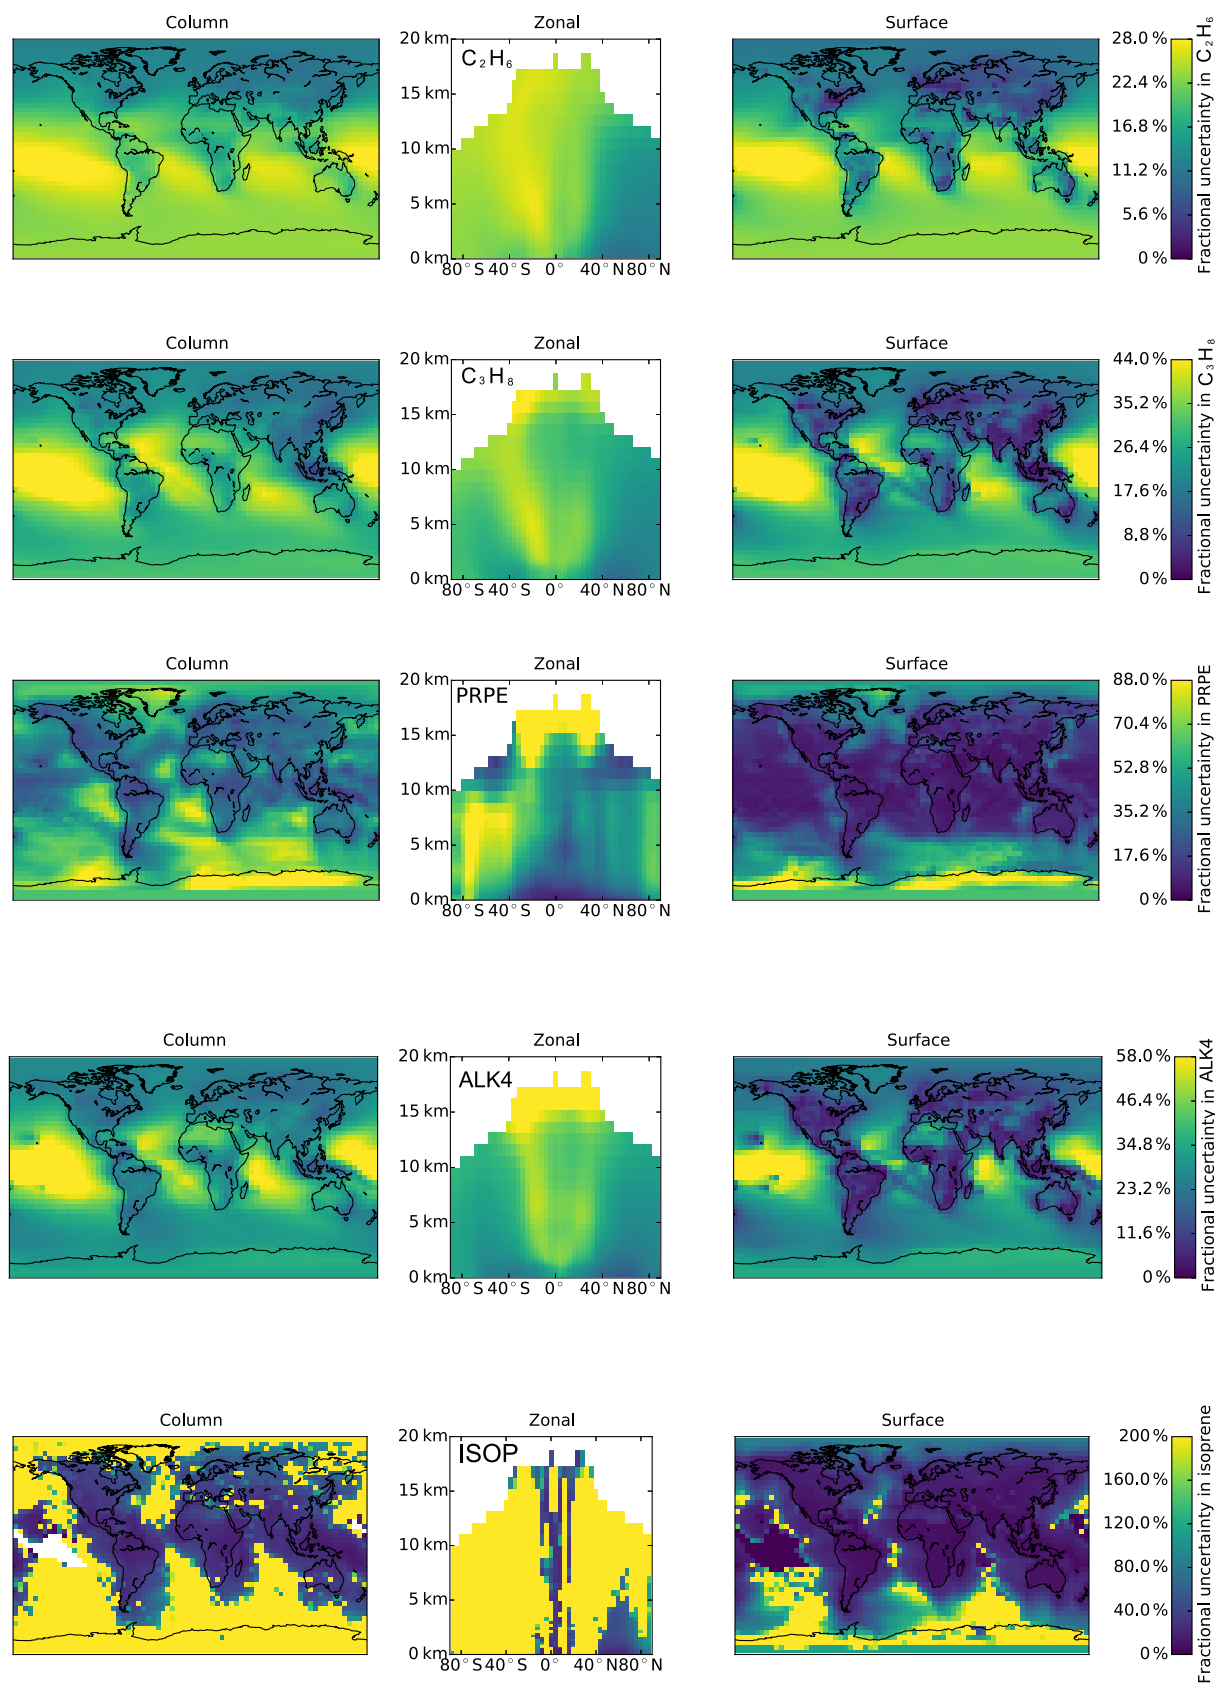 Column Zonal Surface
20 km 28.0 %
C₂H₆
15 km 22.4 %
16.8 %
10 km
11.2 %
5 km
5.6 %
0 km 0 %
80° S 40° S 0° 40° N 80° N
Fractional uncertainty in C₂H₆
Column Zonal Surface
20 km 44.0 %
C₃H₈
15 km 35.2 %
26.4 %
10 km
17.6 %
5 km
8.8 %
0 km 0 %
80° S 40° S 0° 40° N 80° N
Fractional uncertainty in C₃H₈
Column Zonal Surface
20 km 88.0 %
PRPE
15 km 70.4 %
52.8 %
10 km
35.2 %
5 km
17.6 %
0 km 0 %
80° S 40° S 0° 40° N 80° N
Fractional uncertainty in PRPE
Column Zonal Surface
20 km 58.0 %
ALK4
15 km 46.4 %
34.8 %
10 km
23.2 %
5 km
11.6 %
0 km 0 %
80° S 40° S 0° 40° N 80° N
Fractional uncertainty in ALK4
Column Zonal Surface
20 km 200 %
ISOP
15 km 160.0 %
120.0 %
10 km
80.0 %
5 km
40.0 %
0 km 0 %
80° S 40° S 0° 40° N 80° N
Fractional uncertainty in isoprene